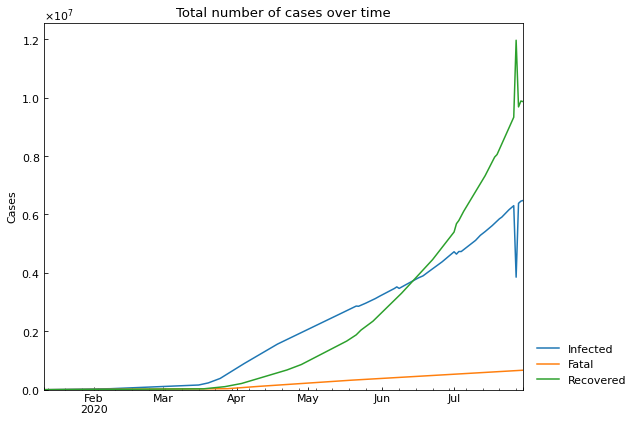 Total number of cases over time
×10⁷
1.2
1.0
0.8
0.6
0.4
0.2
0.0
Cases
Feb Mar Apr May Jun Jul
2020
Infected
Fatal
Recovered